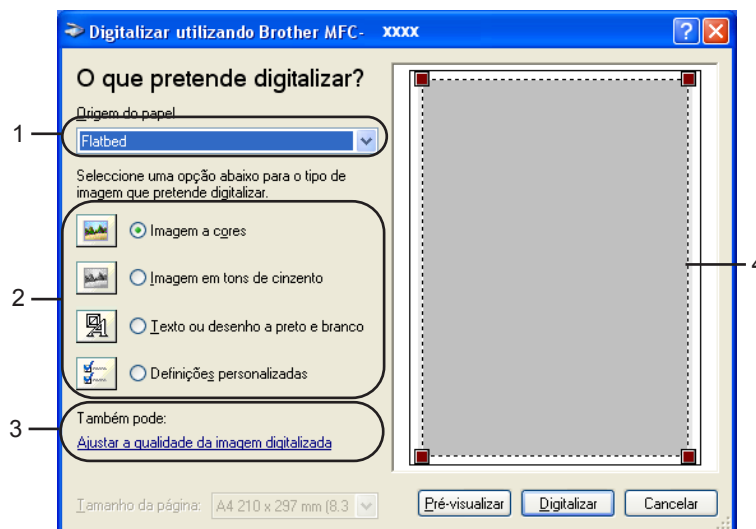 Digitalizar utilizando Brother MFC- xxxx
O que pretende digitalizar?
Origem do papel
1
Flatbed
Seleccione uma opção abaixo para o tipo de
imagem que pretende digitalizar.
Imagem a cores
Imagem em tons de cinzento
2
Texto ou desenho a preto e branco
Definições personalizadas
Também pode:
3
Ajustar a qualidade da imagem digitalizada
4
Tamanho da página: A4 210 x 297 mm (8.3
Pré-visualizar Digitalizar Cancelar